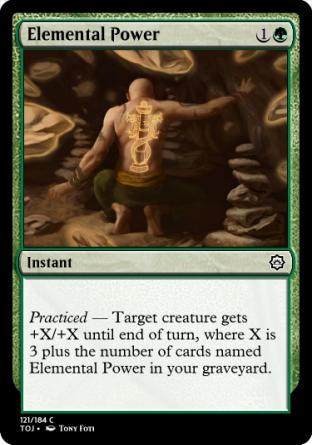 Elemental Power 1
Instant
Practiced — Target creature gets
+X/+X until end of turn, where X is
3 plus the number of cards named
Elemental Power in your graveyard.
121/184 C
TOJ • Tony Foti